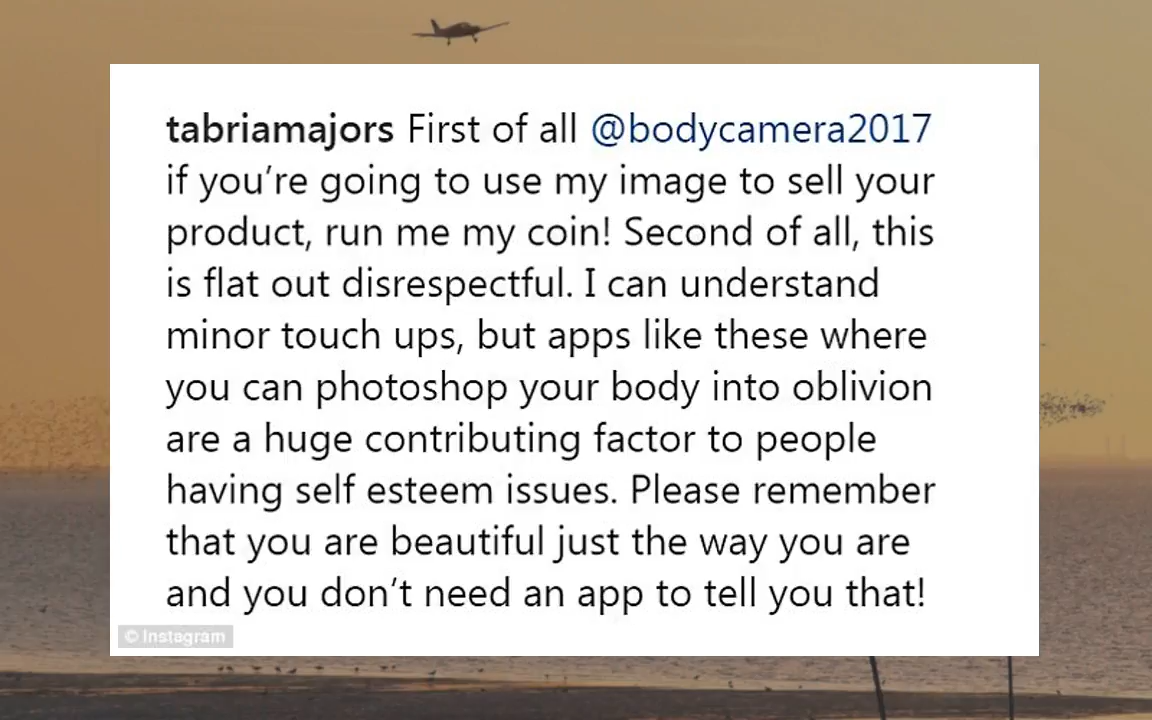 tabriamajors First of all @bodycamera2017
if you’re going to use my image to sell your
product, run me my coin! Second of all, this
is flat out disrespectful. I can understand
minor touch ups, but apps like these where
you can photoshop your body into oblivion
are a huge contributing factor to people
having self esteem issues. Please remember
that you are beautiful just the way you are
and you don’t need an app to tell you that!
© Instagram